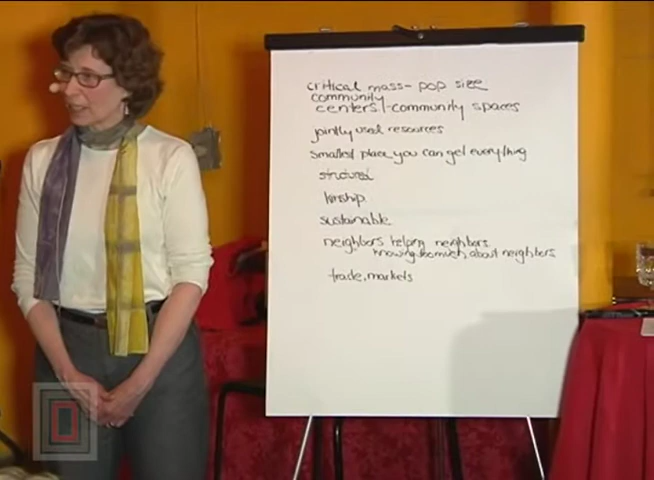 critical mass - pop size
community
centers / community spaces
jointly used resources
smallest place you can get everything
structured
kinship
sustainable
neighbors helping neighbors
knowing too much about neighbors
trade, markets